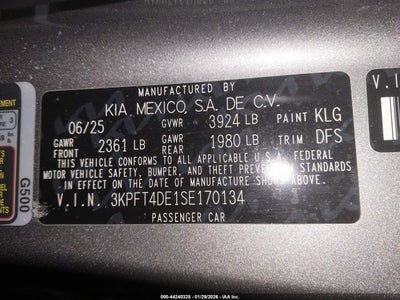 MANUFACTURED BY
KIA MEXICO, S.A. DE C.V.
06/25 GVWR 3924 LB PAINT KLG
GAWR FRONT 2361 LB GAWR REAR 1980 LB TRIM DFS
THIS VEHICLE CONFORMS TO ALL APPLICABLE U.S.A. FEDERAL
MOTOR VEHICLE SAFETY, BUMPER, AND THEFT PREVENTION STANDARDS
IN EFFECT ON THE DATE OF MANUFACTURE SHOWN ABOVE.
V.I.N. 3KPFT4DE1SE170134
PASSENGER CAR
G500
V.I.
000-44240328 - 01/29/2026 - IAA Inc.